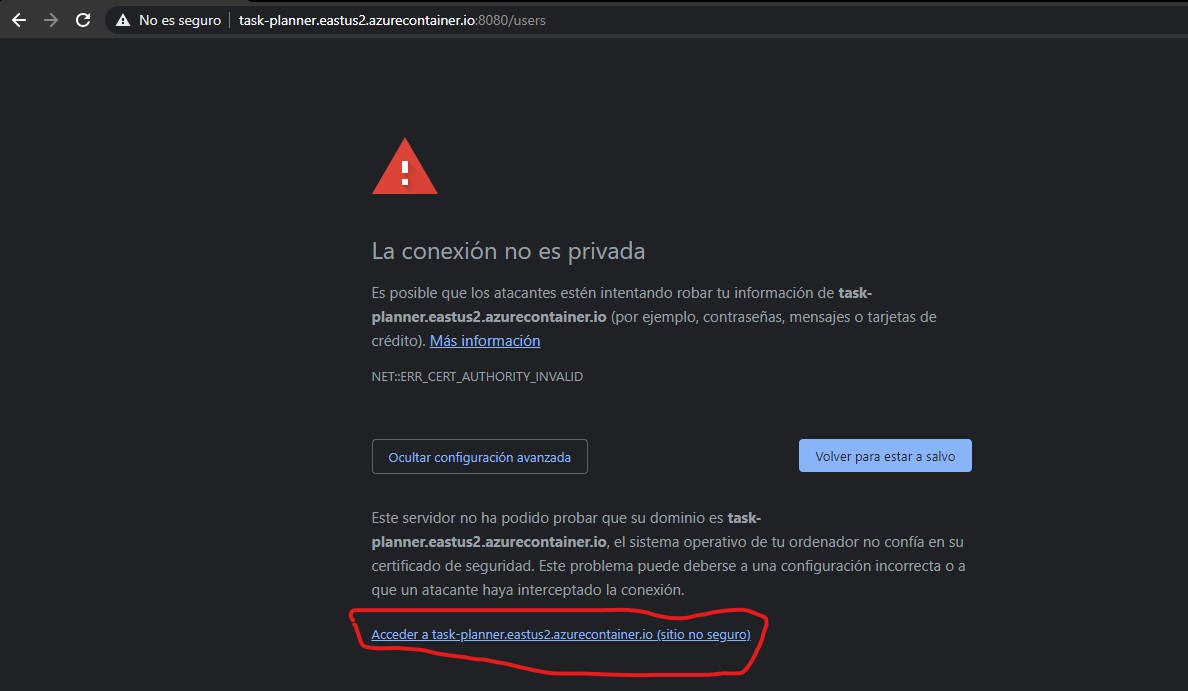 No es seguro task-planner.eastus2.azurecontainer.io:8080/users
La conexión no es privada
Es posible que los atacantes estén intentando robar tu información de task-
planner.eastus2.azurecontainer.io (por ejemplo, contraseñas, mensajes o tarjetas de
crédito). Más información
NET::ERR_CERT_AUTHORITY_INVALID
Ocultar configuración avanzada
Volver para estar a salvo
Este servidor no ha podido probar que su dominio es task-
planner.eastus2.azurecontainer.io, el sistema operativo de tu ordenador no confía en su
certificado de seguridad. Este problema puede deberse a una configuración incorrecta o a
que un atacante haya interceptado la conexión.
Acceder a task-planner.eastus2.azurecontainer.io (sitio no seguro)